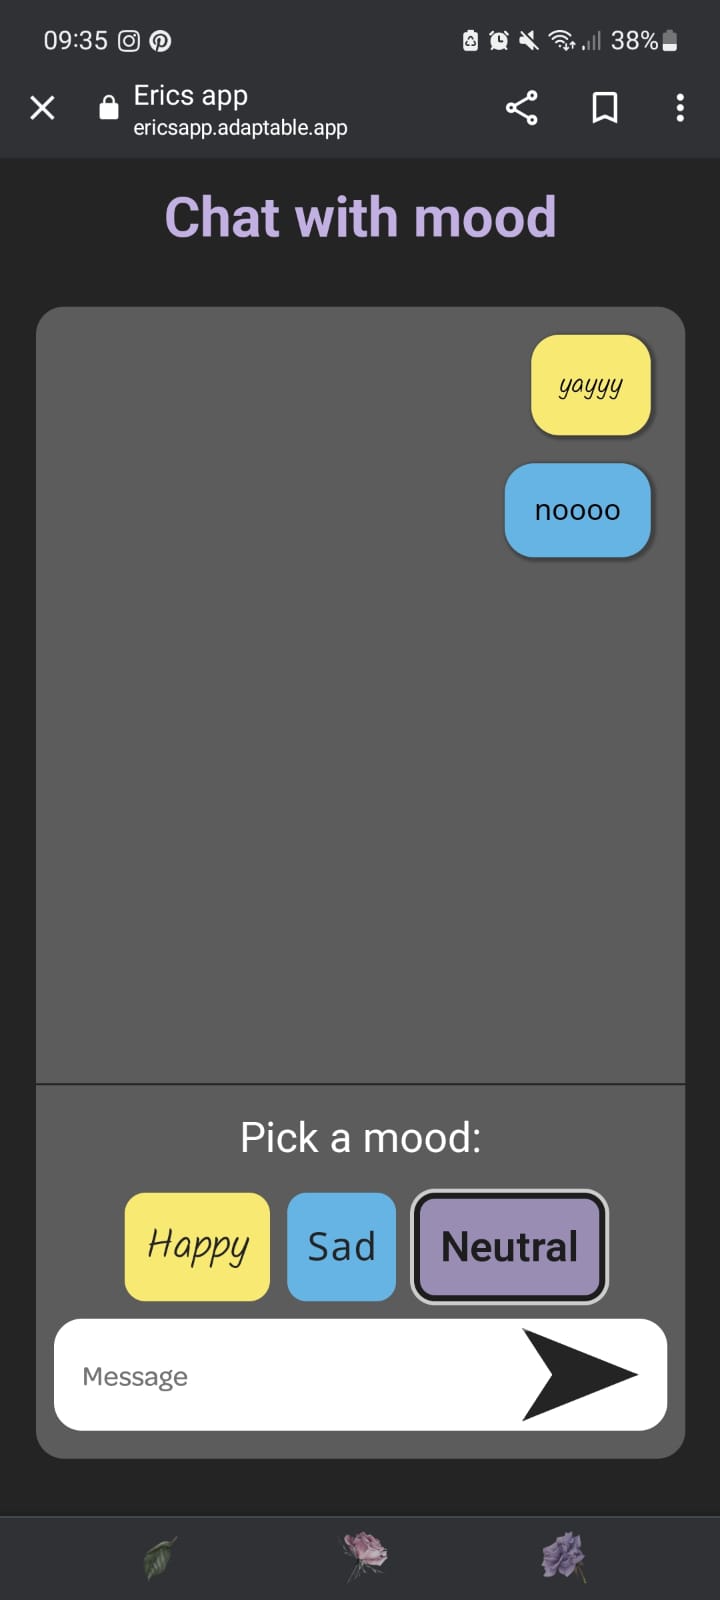 09:35 38%
Erics app
ericsapp.adaptable.app
Chat with mood
yayyy
noooo
Pick a mood:
Happy Sad Neutral
Message